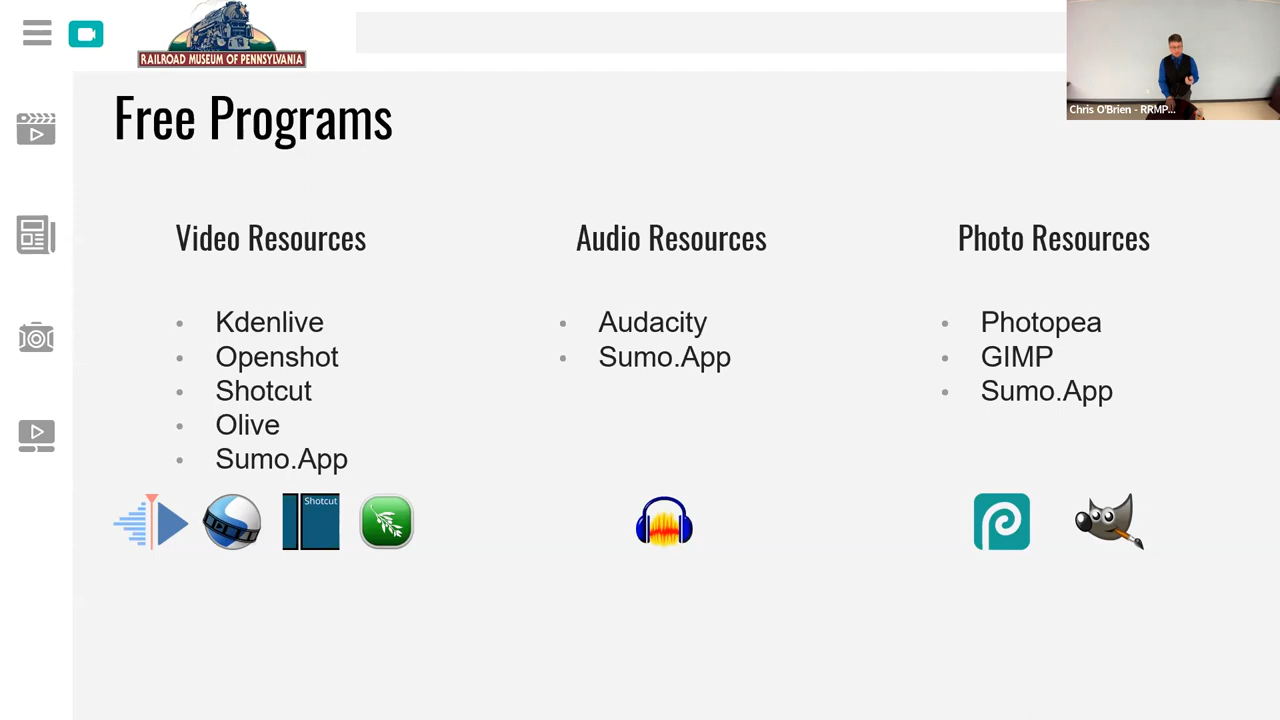 RAILROAD MUSEUM OF PENNSYLVANIA
Chris O'Brien - RRMP...
Free Programs
Video Resources
Kdenlive
Openshot
Shotcut
Olive
Sumo.App
Shotcut
Audio Resources
Audacity
Sumo.App
Photo Resources
Photopea
GIMP
Sumo.App